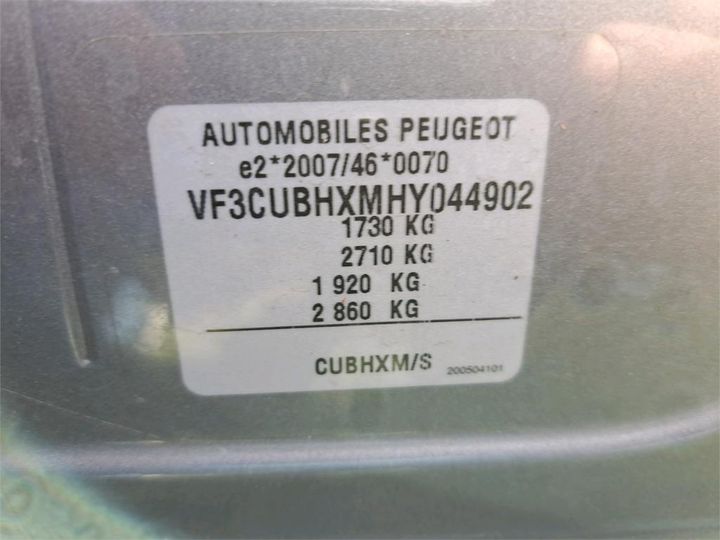 AUTOMOBILES PEUGEOT
e2*2007/46*0070
VF3CUBHXMHY044902
1730 KG
2710 KG
1 920 KG
2 860 KG
CUBHXM/S 200504101